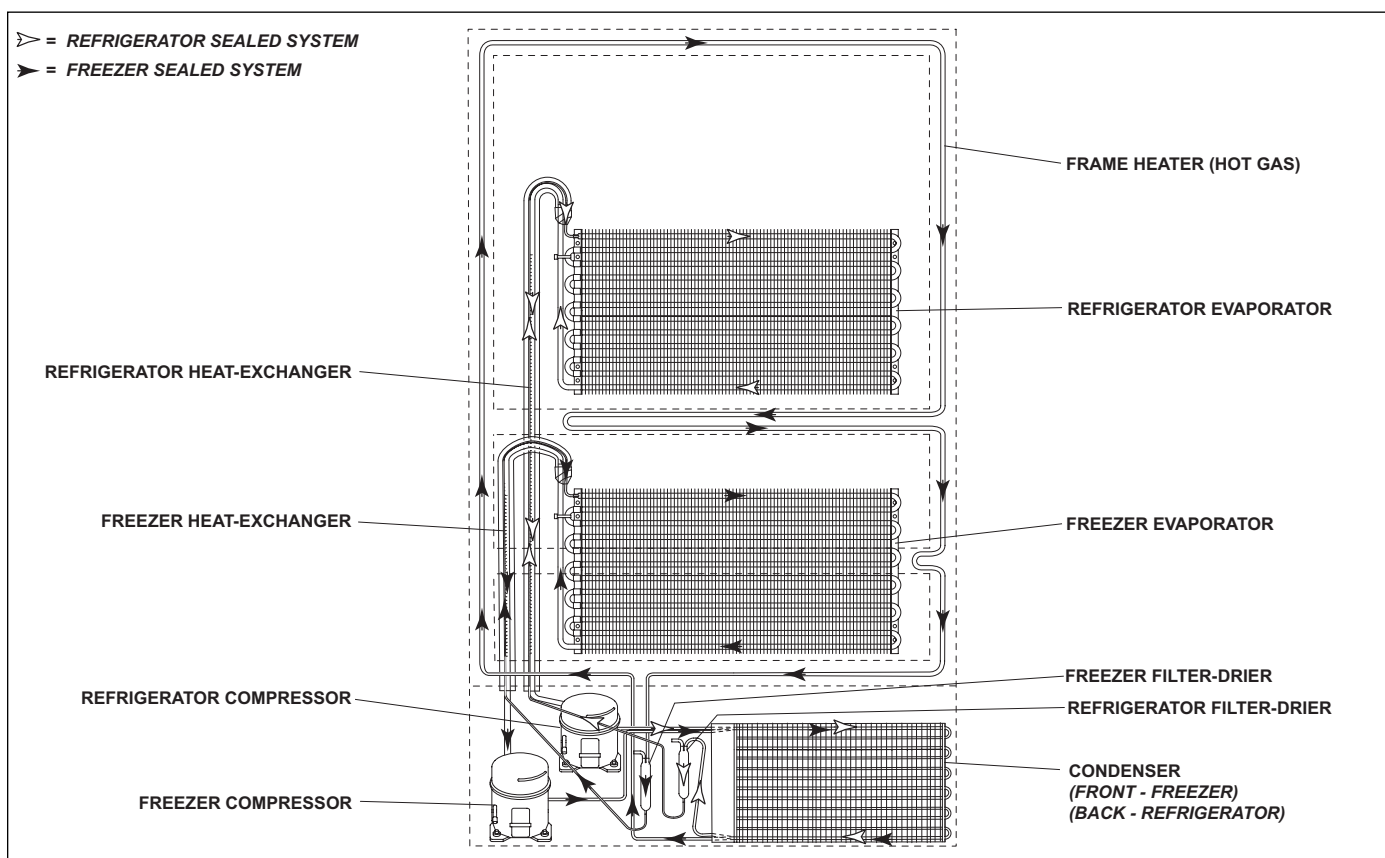 = REFRIGERATOR SEALED SYSTEM
= FREEZER SEALED SYSTEM
FRAME HEATER (HOT GAS)
REFRIGERATOR EVAPORATOR
REFRIGERATOR HEAT-EXCHANGER
FREEZER HEAT-EXCHANGER
FREEZER EVAPORATOR
FREEZER FILTER-DRIER
REFRIGERATOR COMPRESSOR
REFRIGERATOR FILTER-DRIER
CONDENSER
(FRONT - FREEZER)
(BACK - REFRIGERATOR)
FREEZER COMPRESSOR